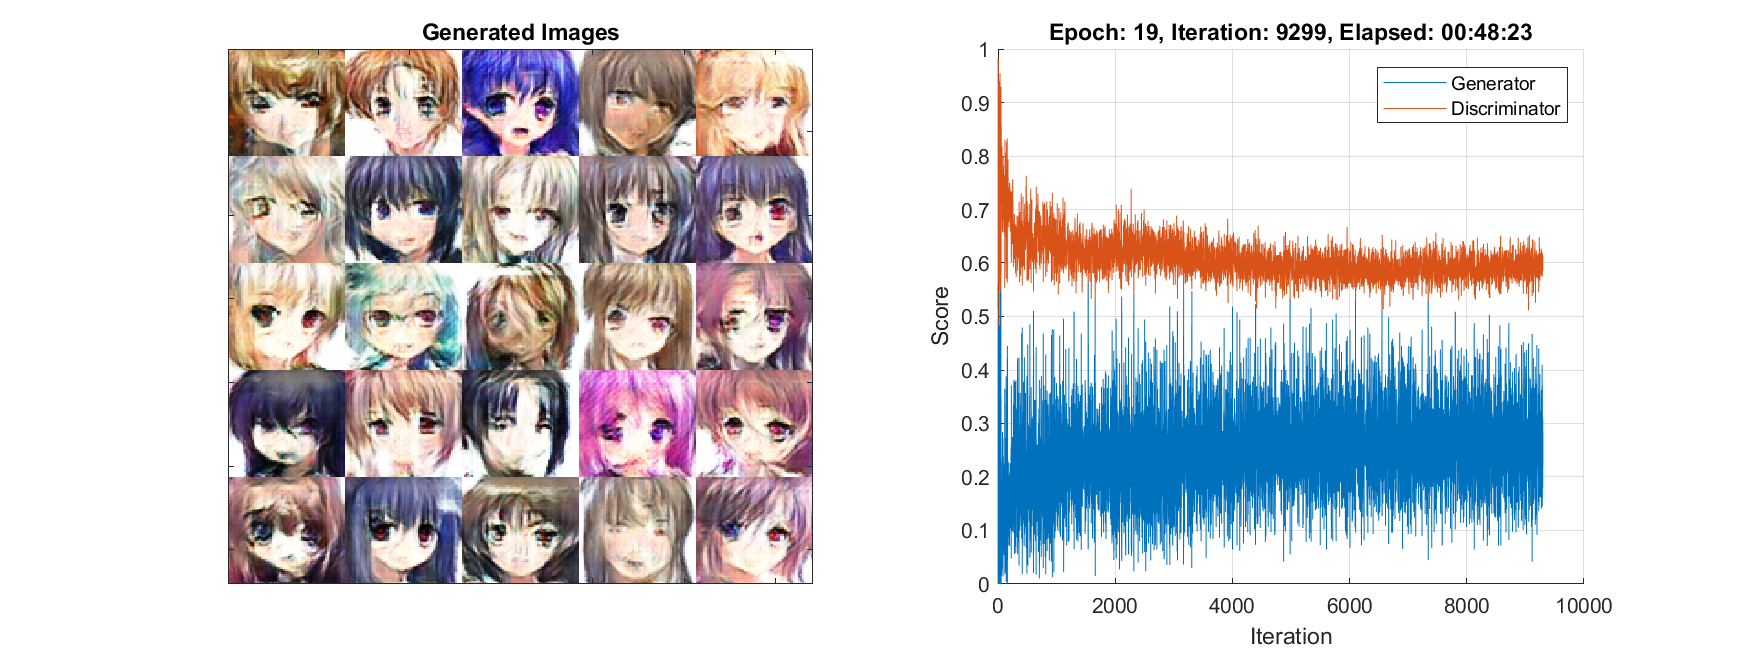 Generated Images
Epoch: 19, Iteration: 9299, Elapsed: 00:48:23
Generator
Discriminator
Score
1
0.9
0.8
0.7
0.6
0.5
0.4
0.3
0.2
0.1
0
0 2000 4000 6000 8000 10000
Iteration